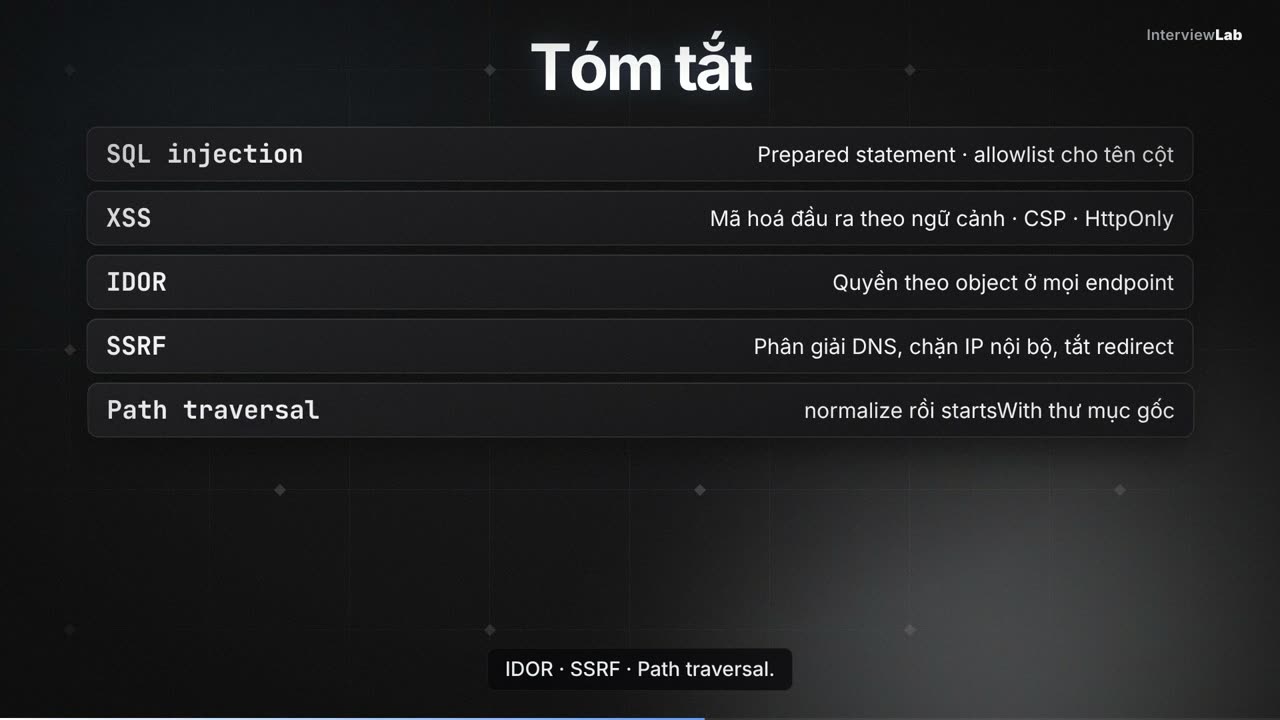 InterviewLab
Tóm tắt
SQL injection
Prepared statement · allowlist cho tên cột
XSS
Mã hoá đầu ra theo ngữ cảnh · CSP · HttpOnly
IDOR
Quyền theo object ở mọi endpoint
SSRF
Phân giải DNS, chặn IP nội bộ, tắt redirect
Path traversal
normalize rồi startsWith thư mục gốc
IDOR · SSRF · Path traversal.